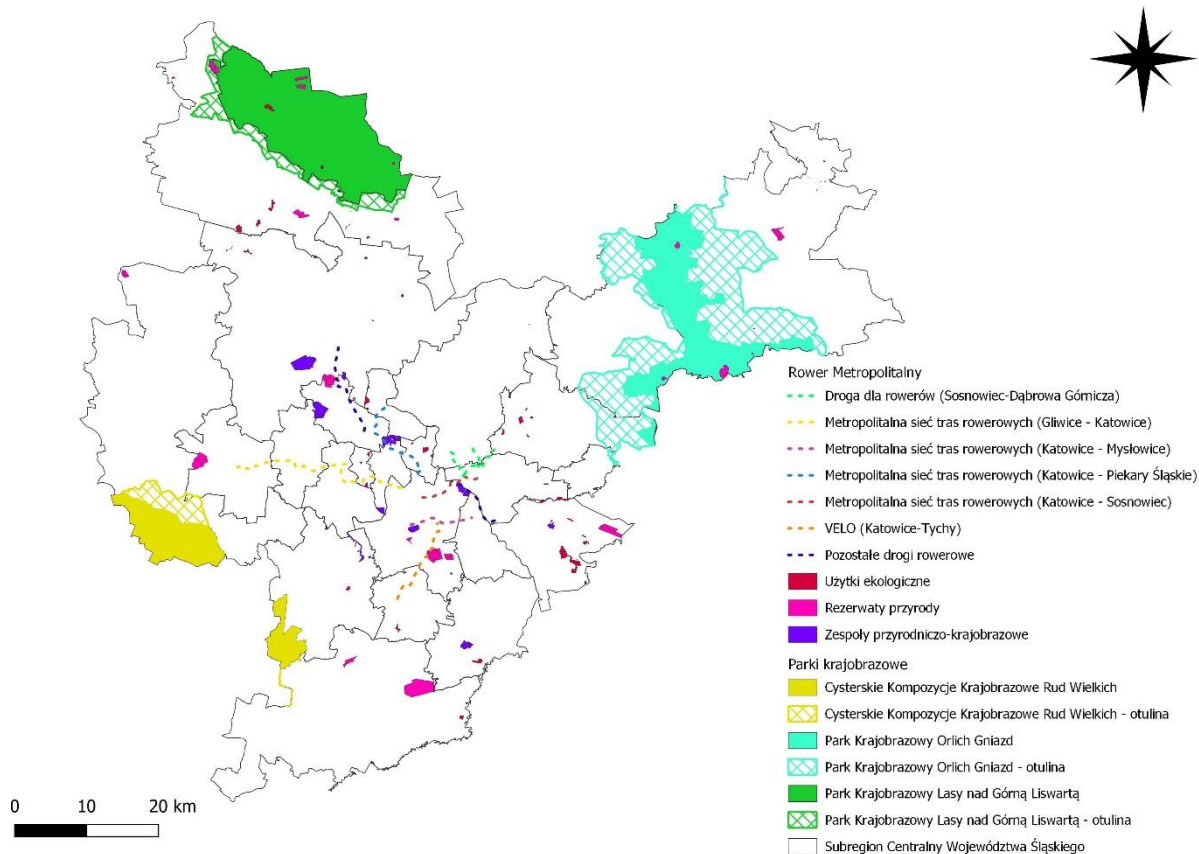 Rower Metropolitalny
Droga dla rowerów (Sosnowiec-Dąbrowa Górnicza)
Metropolitalna sieć tras rowerowych (Gliwice - Katowice)
Metropolitalna sieć tras rowerowych (Katowice - Mysłowice)
Metropolitalna sieć tras rowerowych (Katowice - Piekary Śląskie)
Metropolitalna sieć tras rowerowych (Katowice - Sosnowiec)
VELO (Katowice-Tychy)
Pozostałe drogi rowerowe
Użytki ekologiczne
Rezerwaty przyrody
Zespoły przyrodniczo-krajobrazowe
Parki krajobrazowe
Cysterskie Kompozycje Krajobrazowe Rud Wielkich
Cysterskie Kompozycje Krajobrazowe Rud Wielkich - otulina
Park Krajobrazowy Orlich Gniazd
Park Krajobrazowy Orlich Gniazd - otulina
Park Krajobrazowy Lasy nad Górną Liswartą
Park Krajobrazowy Lasy nad Górną Liswartą - otulina
Subregion Centralny Województwa Śląskiego
0 10 20 km